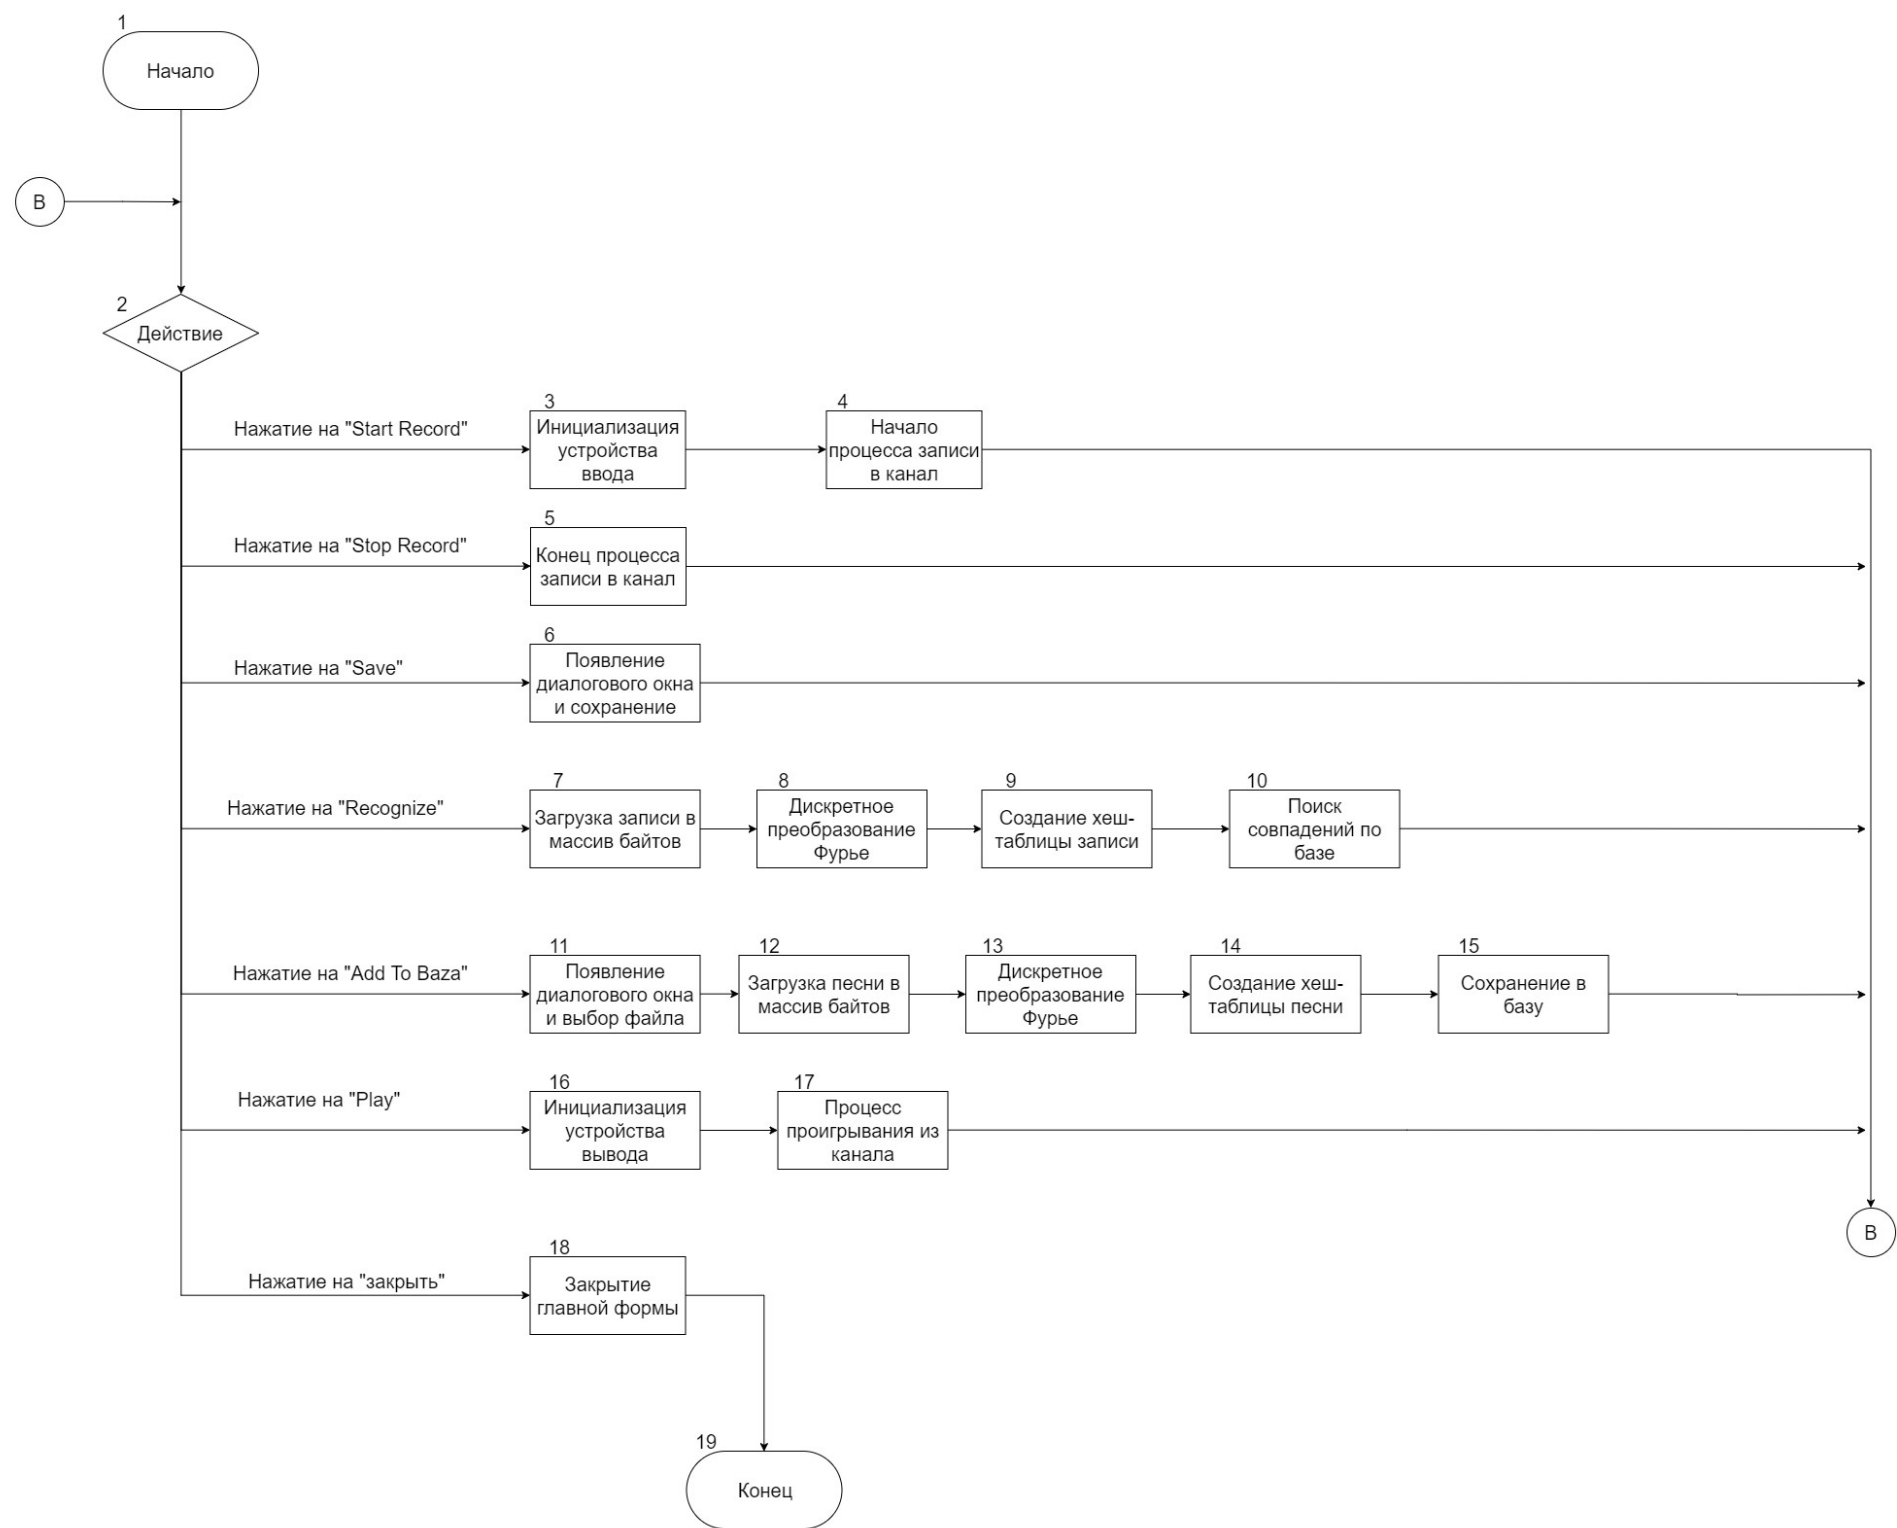 1
Начало
B
2
Действие
Нажатие на "Start Record"
3
Инициализация
устройства
ввода
4
Начало
процесса записи
в канал
Нажатие на "Stop Record"
5
Конец процесса
записи в канал
Нажатие на "Save"
6
Появление
диалогового окна
и сохранение
Нажатие на "Recognize"
7
Загрузка записи в
массив байтов
8
Дискретное
преобразование
Фурье
9
Создание хеш-
таблицы записи
10
Поиск
совпадений по
базе
Нажатие на "Add To Baza"
11
Появление
диалогового окна
и выбор файла
12
Загрузка песни в
массив байтов
13
Дискретное
преобразование
Фурье
14
Создание хеш-
таблицы песни
15
Сохранение в
базу
Нажатие на "Play"
16
Инициализация
устройства
вывода
17
Процесс
проигрывания из
канала
B
Нажатие на "закрыть"
18
Закрытие
главной формы
19
Конец